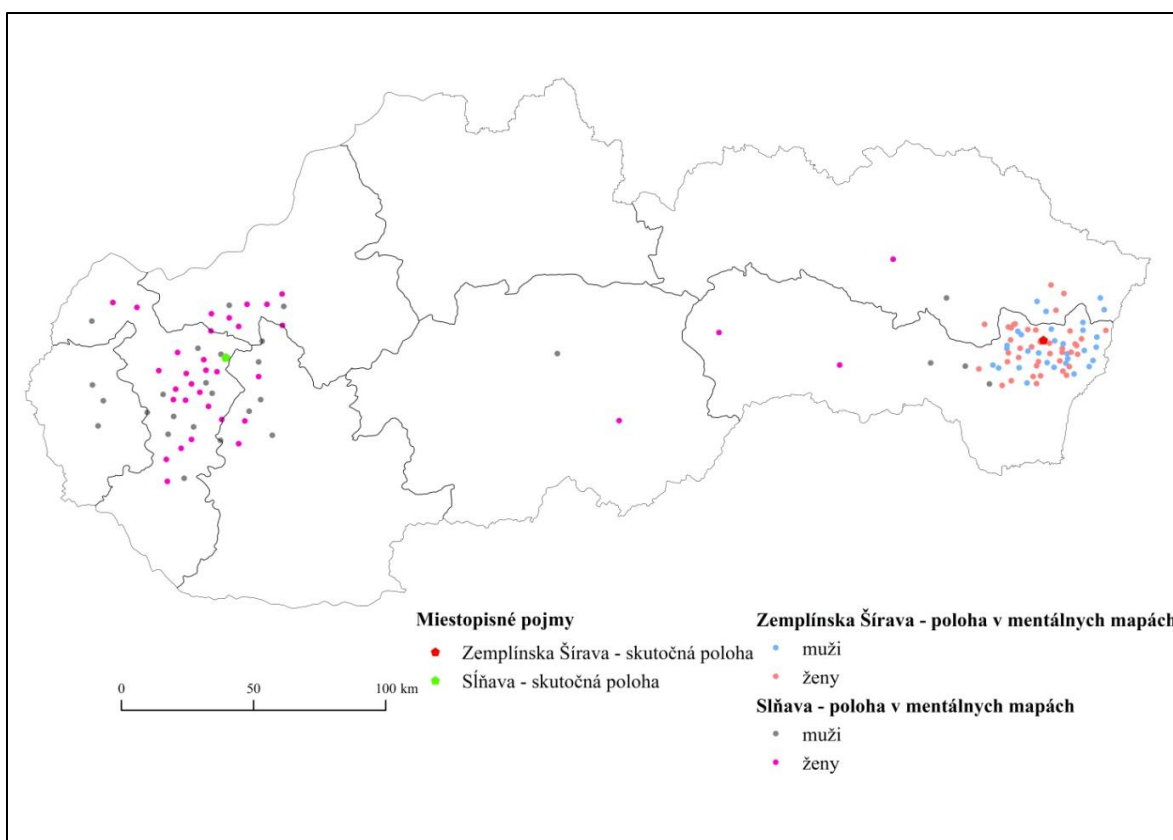 Miestopisné pojmy
Zemplínska Šírava - skutočná poloha
Sĺňava - skutočná poloha
Zemplínska Šírava - poloha v mentálnych mapách
muži
ženy
Slňava - poloha v mentálnych mapách
muži
ženy
0 50 100 km